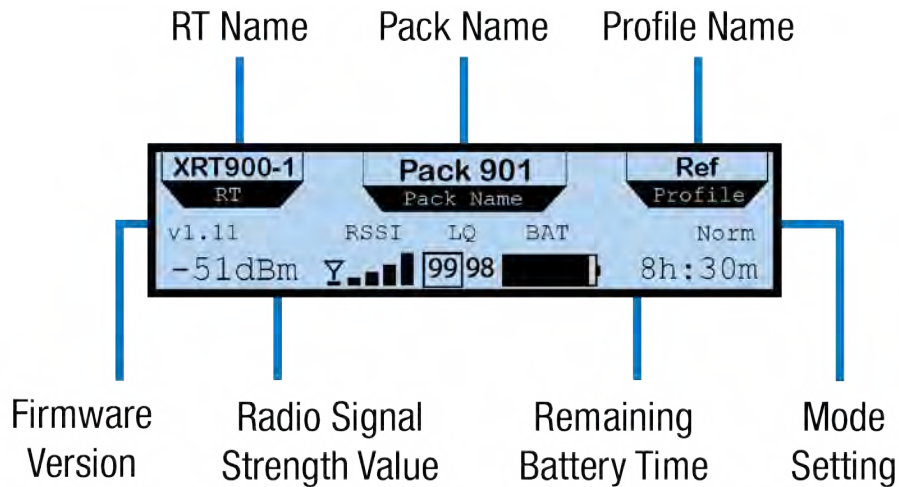 RT Name Pack Name Profile Name
XRT900-1 Pack 901 Ref
RT Pack Name Profile
v1.11 RSSI LQ BAT Norm
-51dBm 99 98 8h:30m
Firmware Version
Radio Signal Strength Value
Remaining Battery Time
Mode Setting